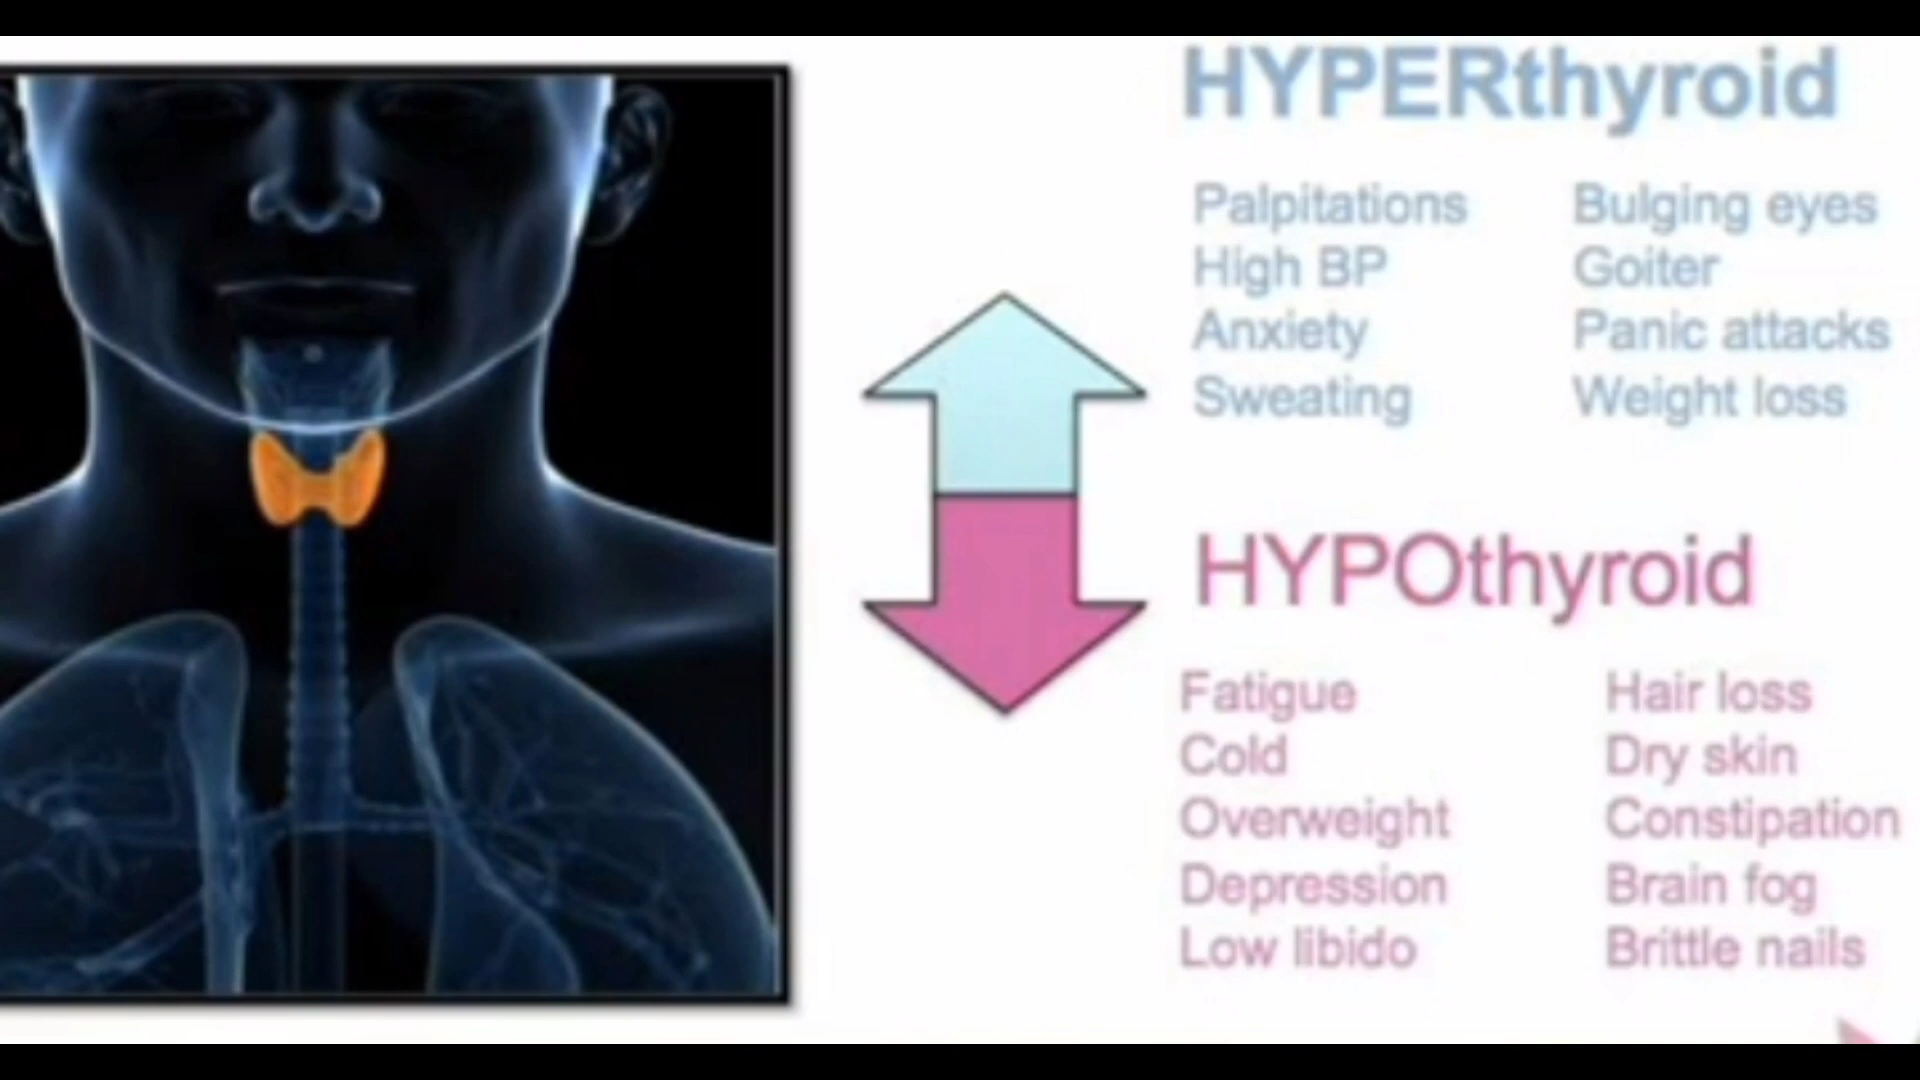 HYPERthyroid
Palpitations Bulging eyes
High BP Goiter
Anxiety Panic attacks
Sweating Weight loss
HYPOthyroid
Fatigue Hair loss
Cold Dry skin
Overweight Constipation
Depression Brain fog
Low libido Brittle nails